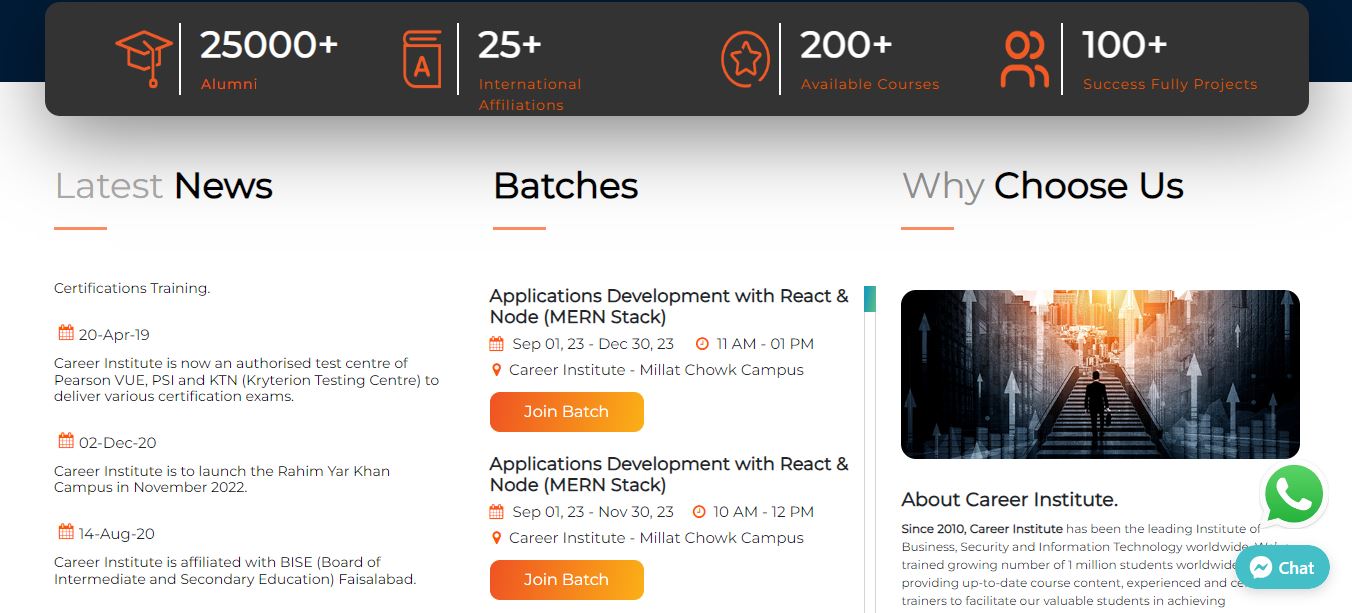 25000+
Alumni
25+
International
Affiliations
200+
Available Courses
100+
Success Fully Projects
Latest News
Certifications Training.
20-Apr-19
Career Institute is now an authorised test centre of
Pearson VUE, PSI and KTN (Kryterion Testing Centre) to
deliver various certification exams.
02-Dec-20
Career Institute is to launch the Rahim Yar Khan
Campus in November 2022.
14-Aug-20
Career Institute is affiliated with BISE (Board of
Intermediate and Secondary Education) Faisalabad.
Batches
Applications Development with React &
Node (MERN Stack)
Sep 01, 23 - Dec 30, 23 11 AM - 01 PM
Career Institute - Millat Chowk Campus
Join Batch
Applications Development with React &
Node (MERN Stack)
Sep 01, 23 - Nov 30, 23 10 AM - 12 PM
Career Institute - Millat Chowk Campus
Join Batch
Why Choose Us
About Career Institute.
Since 2010, Career Institute has been the leading Institute of
Business, Security and Information Technology worldwide.
trained growing number of 1 million students worldwide
providing up-to-date course content, experienced and
trainers to facilitate our valuable students in achieving
Chat